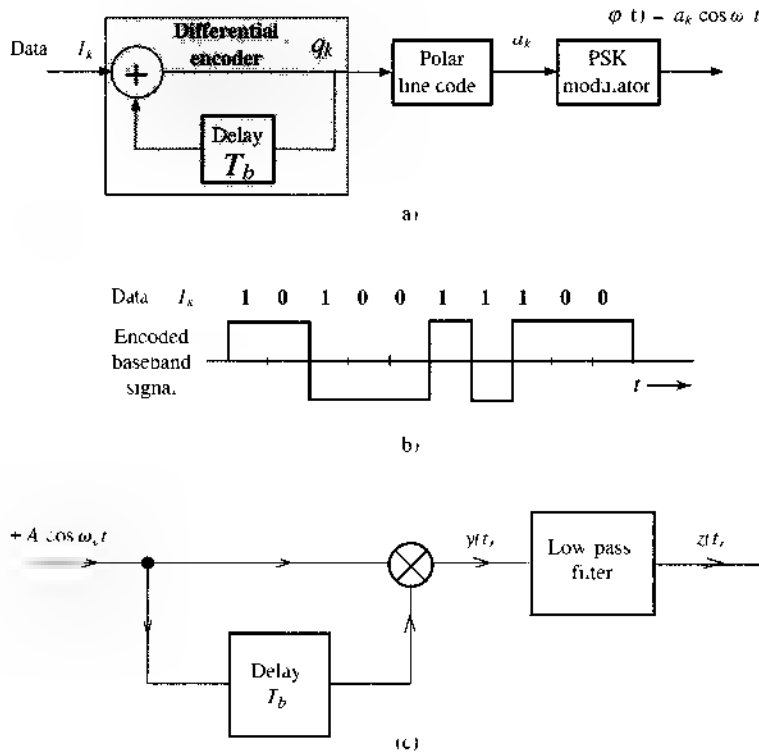 φ t) = a_k cos ω t
Data I_k Differential encoder q_k
Polar line code
a_k
PSK modulator
Delay T_b
a)
Data I_k 1 0 1 0 0 1 1 1 0 0
Encoded baseband signal
t
b)
+ A cos ω_c t
y(t)
Low pass filter
z(t)
Delay T_b
(c)